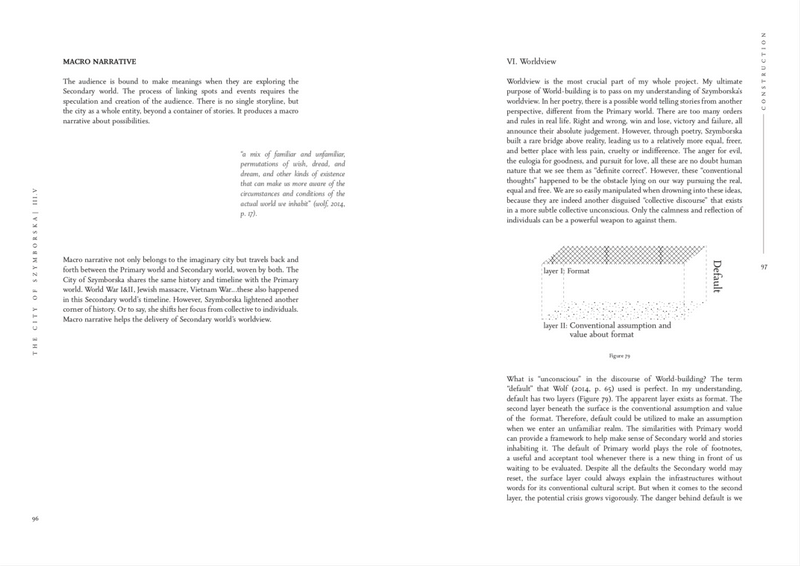 MACRO NARRATIVE
The audience is bound to make meanings when they are exploring the
Secondary world. The process of linking spots and events requires the
speculation and creation of the audience. There is no single storyline, but
the city as a whole entity, beyond a container of stories. It produces a macro
narrative about possibilities.
"a mix of familiar and unfamiliar,
permutations of wish, dread, and
dream, and other kinds of existence
that can make us more aware of the
circumstances and conditions of the
actual world we inhabit" (wolf, 2014,
p. 17).
Macro narrative not only belongs to the imaginary city but travels back and
forth between the Primary world and Secondary world, woven by both. The
City of Szymborska shares the same history and timeline with the Primary
world. World War I&II, Jewish massacre, Vietnam War...these also happened
in this Secondary world's timeline. However, Szymborska lightened another
corner of history. Or to say, she shifts her focus from collective to individuals.
Macro narrative helps the delivery of Secondary world's worldview.
THE CITY OF SZYMBORSKA| III.V
96
VI. Worldview
Worldview is the most crucial part of my whole project. My ultimate
purpose of World-building is to pass on my understanding of Szymborska's
worldview. In her poetry, there is a possible world telling stories from another
perspective, different from the Primary world. There are too many orders
and rules in real life. Right and wrong, win and lose, victory and failure, all
announce their absolute judgement. However, through poetry, Szymborska
built a rare bridge above reality, leading us to a relatively more equal, freer,
and better place with less pain, cruelty or indifference. The anger for evil,
the eulogia for goodness, and pursuit for love, all these are no doubt human
nature that we see them as "definite correct". However, these "conventional
thoughts" happened to be the obstacle lying on our way pursuing the real,
equal and free. We are so easily manipulated when drowning into these ideas,
because they are indeed another disguised "collective discourse" that exists
in a more subtle collective unconscious. Only the calmness and reflection of
individuals can be a powerful weapon to against them.
layer I: Format
Default
layer II: Conventional assumption and
value about format
Figure 79
What is "unconscious" in the discourse of World-building? The term
"default" that Wolf (2014, p. 65) used is perfect. In my understanding,
default has two layers (Figure 79). The apparent layer exists as format. The
second layer beneath the surface is the conventional assumption and value
of the format. Therefore, default could be utilized to make an assumption
when we enter an unfamiliar realm. The similarities with Primary world
can provide a framework to help make sense of Secondary world and stories
inhabiting it. The default of Primary world plays the role of footnotes,
a useful and acceptant tool whenever there is a new thing in front of us
waiting to be evaluated. Despite all the defaults the Secondary world may
reset, the surface layer could always explain the infrastructures without
words for its conventional cultural script. But when it comes to the second
layer, the potential crisis grows vigorously. The danger behind default is we
CONSTRUCTION
97